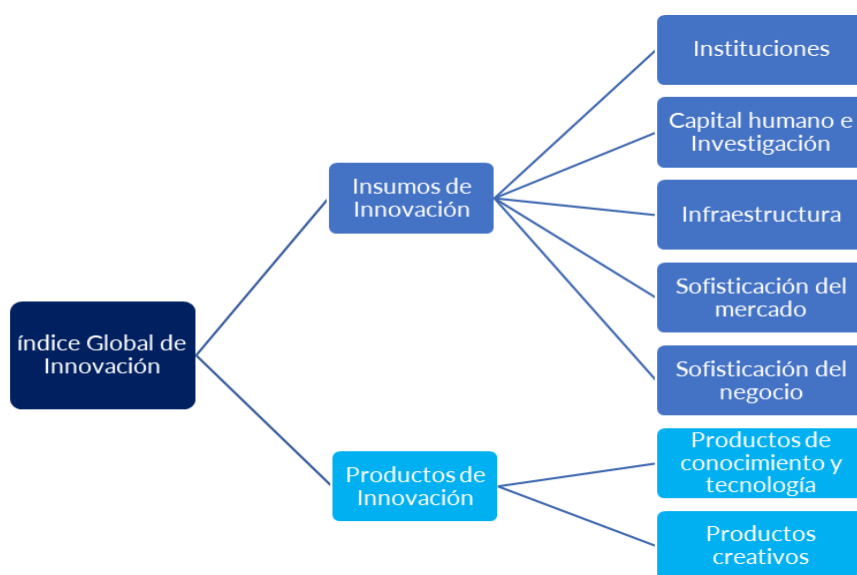 índice Global de
Innovación
Insumos de
Innovación
Productos de
Innovación
Instituciones
Capital humano e
Investigación
Infraestructura
Sofisticación del
mercado
Sofisticación del
negocio
Productos de
conocimiento y
tecnología
Productos
creativos